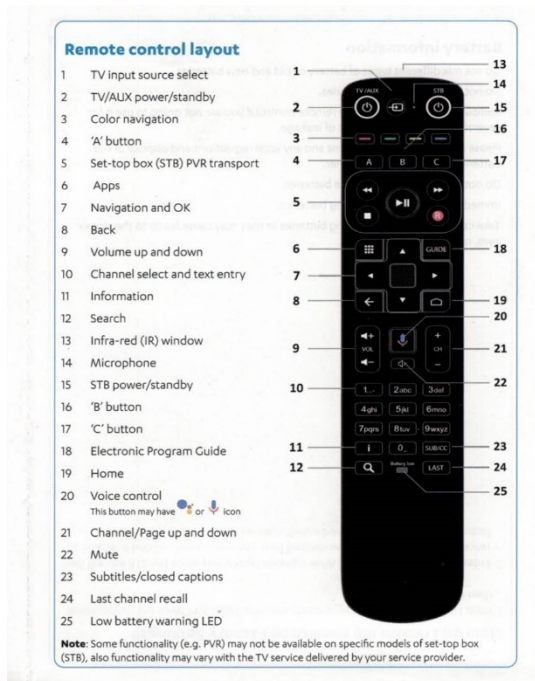 Remote control layout
1 TV input source select
2 TV/AUX power/standby
3 Color navigation
4 'A' button
5 Set-top box (STB) PVR transport
6 Apps
7 Navigation and OK
8 Back
9 Volume up and down
10 Channel select and text entry
11 Information
12 Search
13 Infra-red (IR) window
14 Microphone
15 STB power/standby
16 'B' button
17 'C' button
18 Electronic Program Guide
19 Home
20 Voice control
This button may have or icon
21 Channel/Page up and down
22 Mute
23 Subtitles/closed captions
24 Last channel recall
25 Low battery warning LED
Note: Some functionality (e.g. PVR) may not be available on specific models of set-top box
(STB), also functionality may vary with the TV service delivered by your service provider.
1 13
14
TV/AUX STB
2 15
3 16
A B C
4 17
5
R
6 GUIDE 18
7
8 19
20
9 VOL CH 21
+
-
22
10 1.,- 2abc 3def
4ghi 5jkl 6mno
7pqrs 8tuv 9wxyz
11 i 0_ SUB/CC 23
12 Battery low LAST 24
25